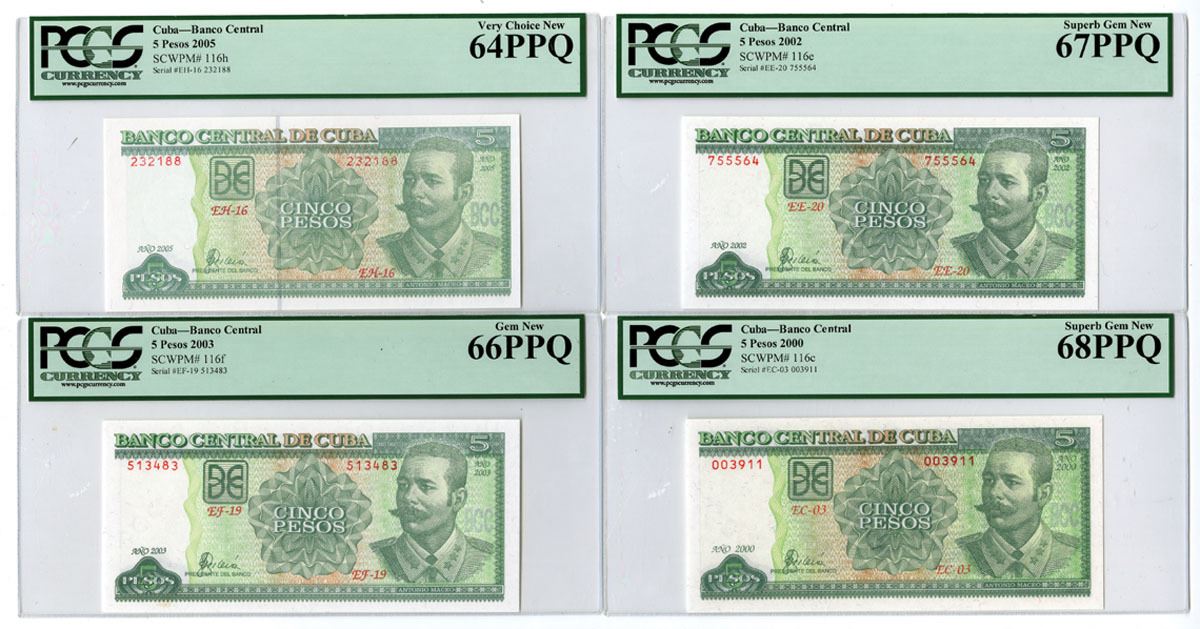 PCGS
CURRENCY
www.pcgscurrency.com
Cuba—Banco Central
5 Pesos 2005
SCWPM# 116h
Serial #EH-16 232188
Very Choice New
64PPQ
BANCO CENTRAL DE CUBA
5
232188
232188
AÑO
2005
EH-16
CINCO
PESOS
BCC
AÑO 2005
PRESIDENTE DEL BANCO
EH-16
5
PESOS
ANTONIO MACEO
PCGS
CURRENCY
www.pcgscurrency.com
Cuba—Banco Central
5 Pesos 2002
SCWPM# 116e
Serial #EE-20 755564
Superb Gem New
67PPQ
BANCO CENTRAL DE CUBA
5
755564
755564
AÑO
2002
EE-20
CINCO
PESOS
BCC
AÑO 2002
PRESIDENTE DEL BANCO
EE-20
5
PESOS
ANTONIO MACEO
PCGS
CURRENCY
www.pcgscurrency.com
Cuba—Banco Central
5 Pesos 2003
SCWPM# 116f
Serial #EF-19 513483
Gem New
66PPQ
BANCO CENTRAL DE CUBA
5
513483
513483
AÑO
2003
EF-19
CINCO
PESOS
BCC
AÑO 2003
PRESIDENTE DEL BANCO
EF-19
5
PESOS
ANTONIO MACEO
PCGS
CURRENCY
www.pcgscurrency.com
Cuba—Banco Central
5 Pesos 2000
SCWPM# 116c
Serial #EC-03 003911
Superb Gem New
68PPQ
BANCO CENTRAL DE CUBA
5
003911
003911
AÑO
2000
EC-03
CINCO
PESOS
BCC
AÑO 2000
PRESIDENTE DEL BANCO
EC-03
5
PESOS
ANTONIO MACEO